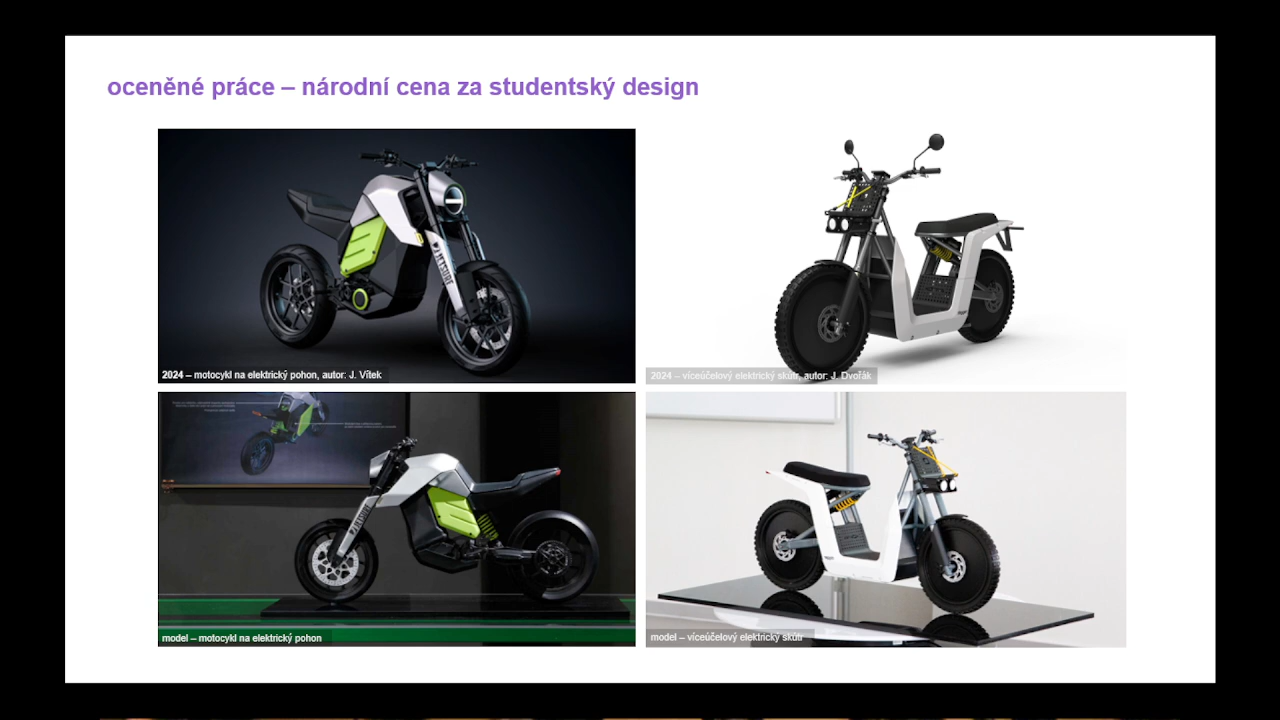 oceněné práce – národní cena za studentský design
2024 – motocykl na elektrický pohon, autor: J. Vítek
2024 – víceúčelový elektrický skútr, autor: J. Dvořák
model – motocykl na elektrický pohon
model – víceúčelový elektrický skútr